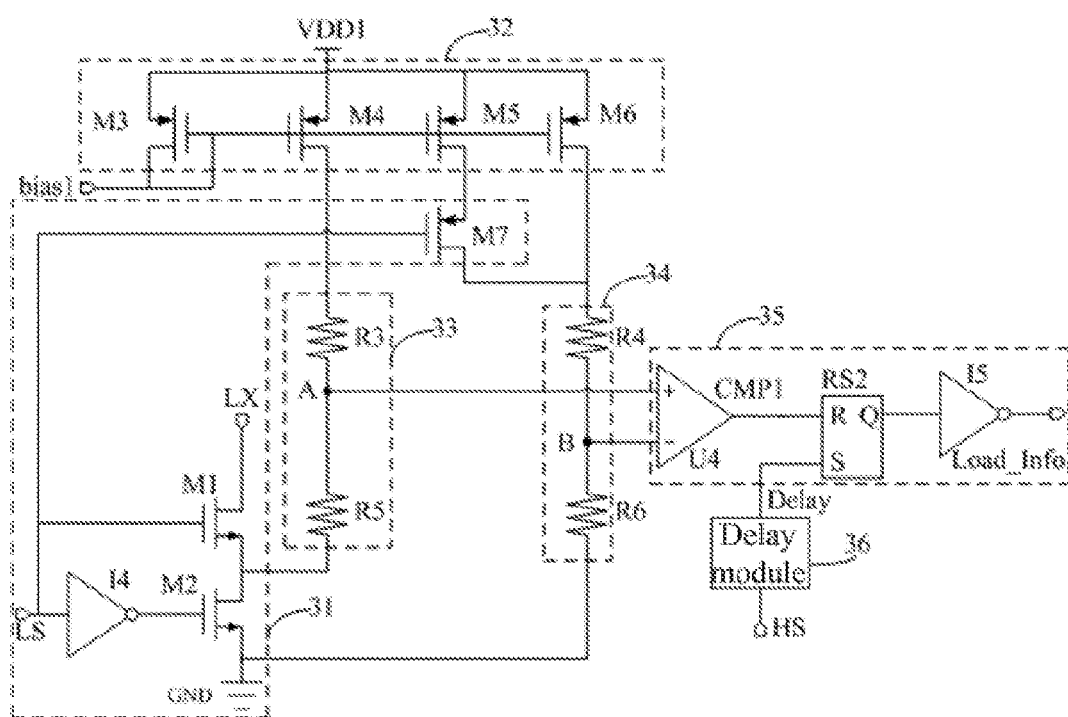 32
VDD1
M3
M4
M5
M6
bias1
M7
34
R3
33
R4
35
A
LX
CMP1
RS2
I5
+
R Q
B
−
U4
S
Load_Info
M1
R5
R6
Delay
I4
M2
31
Delay
module
36
LS
HS
GND